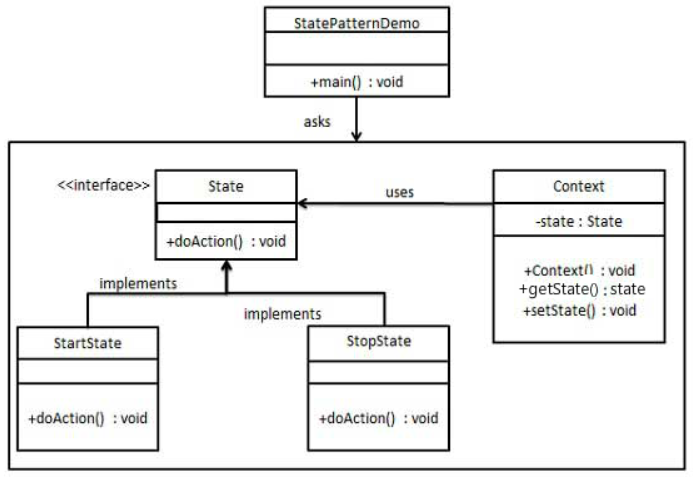 StatePatternDemo
+main() : void
asks
<<interface>>
State
+doAction() : void
uses
Context
-state : State
+Context() : void
+getState() : state
+setState() : void
implements
implements
StartState
+doAction() : void
StopState
+doAction() : void